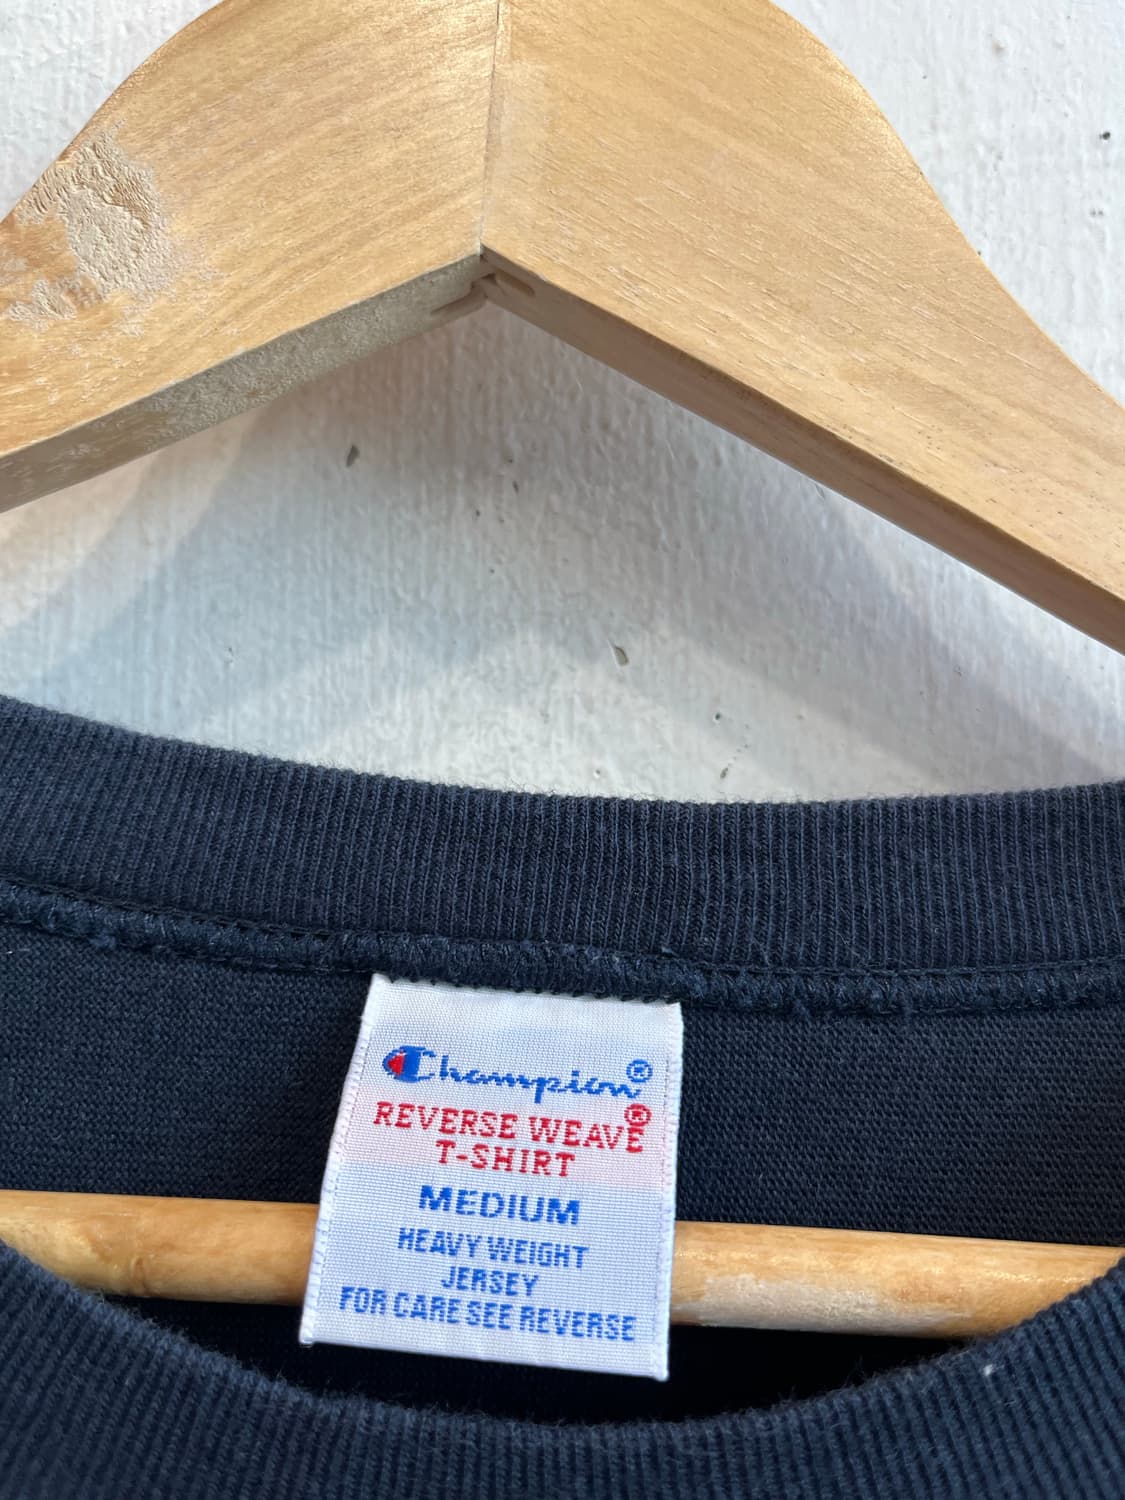 Champion®
REVERSE WEAVE®
T-SHIRT
MEDIUM
HEAVY WEIGHT
JERSEY
FOR CARE SEE REVERSE